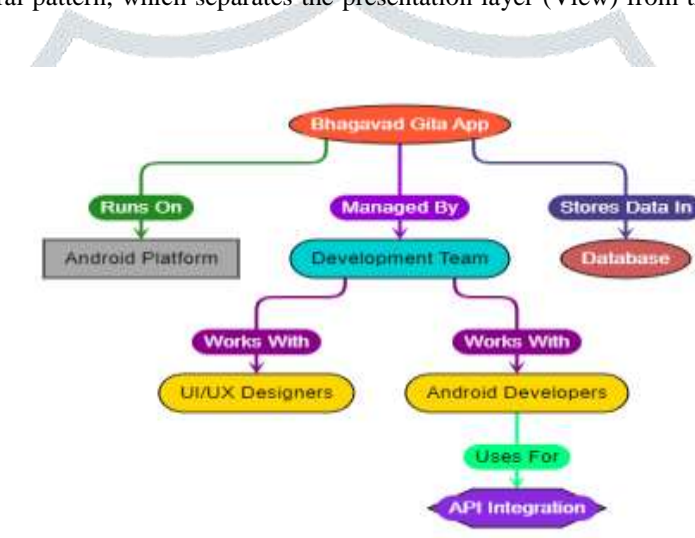 ral pattern, which separates the presentation layer (View) from t
Bhagavad Gita App
Runs On
Managed By
Stores Data In
Android Platform
Development Team
Database
Works With
Works With
UI/UX Designers
Android Developers
Uses For
API Integration